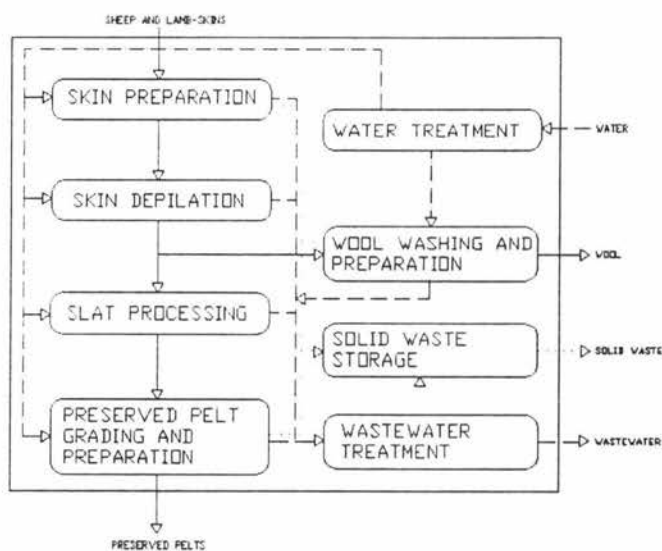 SHEEP AND LAMB-SKINS
SKIN PREPARATION
WATER TREATMENT
WATER
SKIN DEPILATION
WOOL WASHING AND
PREPARATION
WOOL
SLAT PROCESSING
SOLID WASTE
STORAGE
SOLID WASTE
PRESERVED PELT
GRADING AND
PREPARATION
WASTEWATER
TREATMENT
WASTEWATER
PRESERVED PELTS